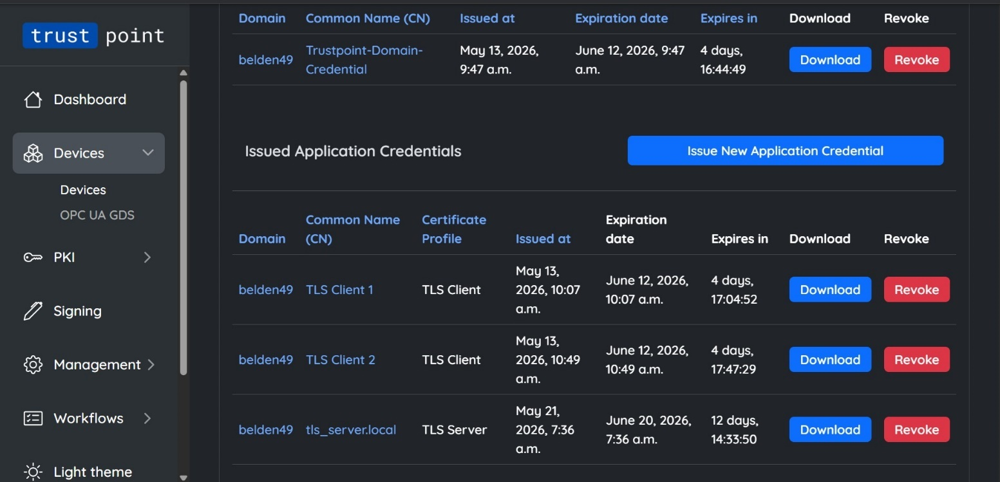 trust point
Dashboard
Devices
Devices
OPC UA GDS
PKI
Signing
Management
Workflows
Light theme
Domain Common Name (CN) Issued at Expiration date Expires in Download Revoke
belden49 Trustpoint-Domain- May 13, 2026, June 12, 2026, 9:47 4 days, Download Revoke
Credential 9:47 a.m. a.m. 16:44:49
Issued Application Credentials Issue New Application Credential
Common Name Certificate Expiration
Domain (CN) Profile Issued at date Expires in Download Revoke
May 13,
belden49 TLS Client 1 TLS Client 2026, 10:07 June 12, 2026, 4 days, Download Revoke
a.m. 10:07 a.m. 17:04:52
May 13,
belden49 TLS Client 2 TLS Client 2026, 10:49 June 12, 2026, 4 days, Download Revoke
a.m. 10:49 a.m. 17:47:29
May 21,
belden49 tls_server.local TLS Server 2026, 7:36 June 20, 2026, 12 days, Download Revoke
a.m. 7:36 a.m. 14:33:50